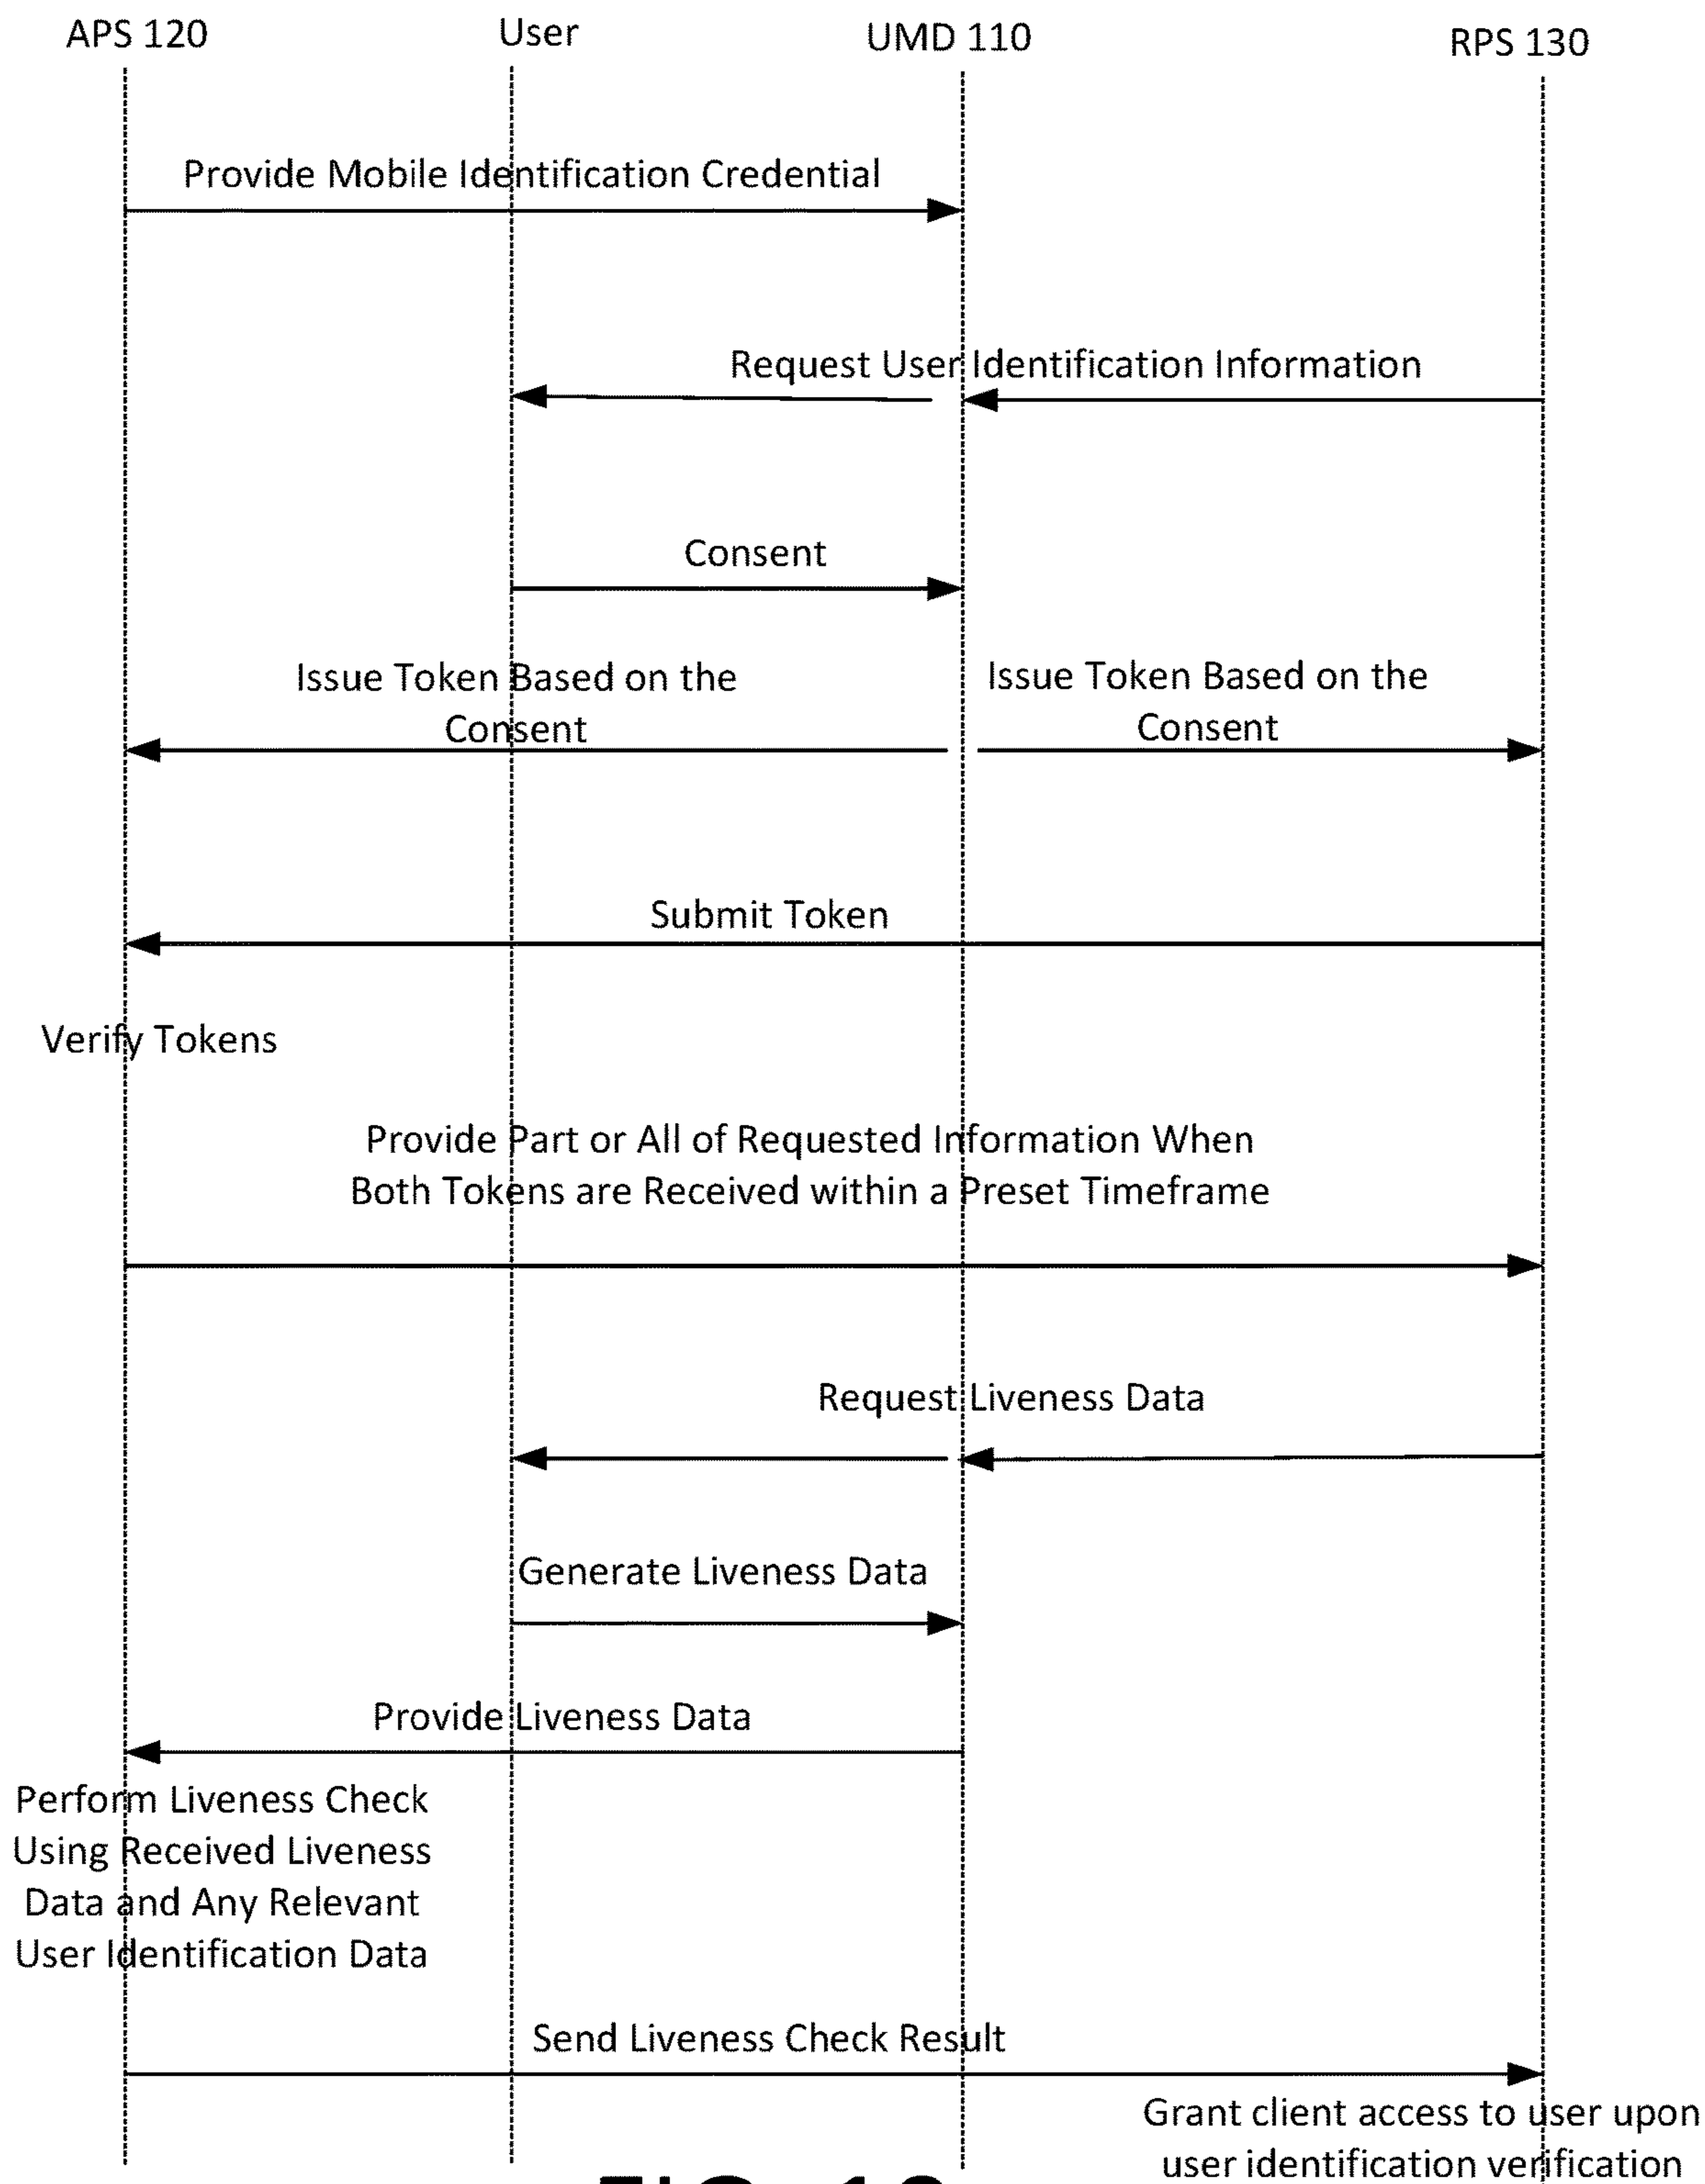 APS 120
User
UMD 110
RPS 130
Provide Mobile Identification Credential
Request User Identification Information
Consent
Issue Token Based on the
Consent
Issue Token Based on the
Consent
Submit Token
Verify Tokens
Provide Part or All of Requested Information When
Both Tokens are Received within a Preset Timeframe
Request Liveness Data
Generate Liveness Data
Provide Liveness Data
Perform Liveness Check
Using Received Liveness
Data and Any Relevant
User Identification Data
Send Liveness Check Result
Grant client access to user upon
user identification verification